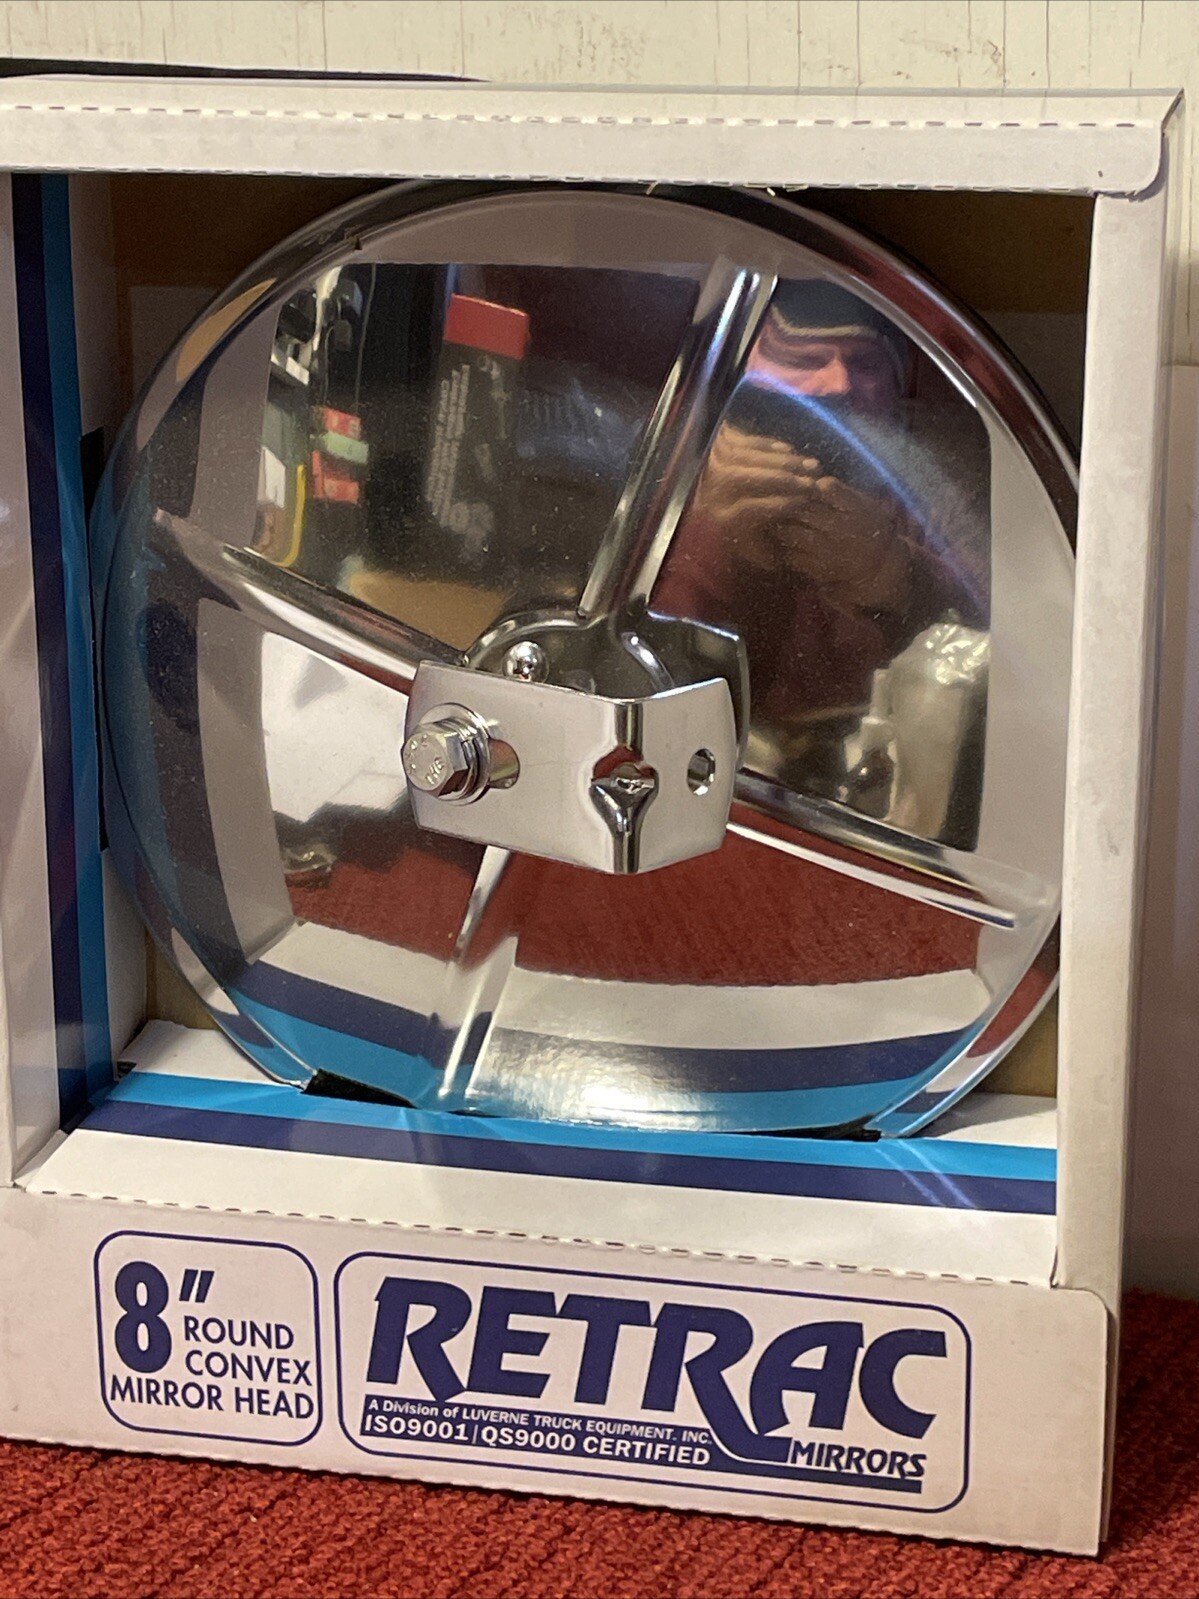 8"
ROUND
CONVEX
MIRROR HEAD
RETRAC
A Division of LUVERNE TRUCK EQUIPMENT. INC.
ISO9001|QS9000 CERTIFIED
MIRRORS